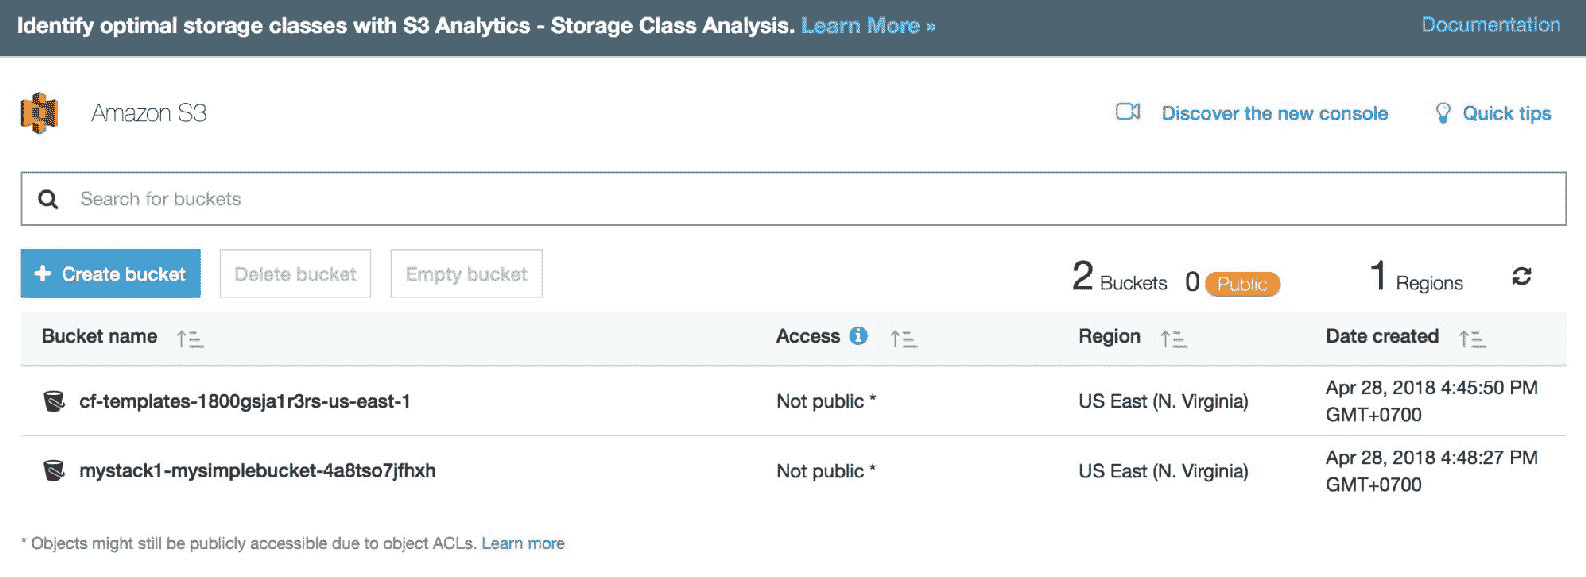 Identify optimal storage classes with S3 Analytics - Storage Class Analysis. Learn More »
Documentation
Amazon S3
Discover the new console
Quick tips
Search for buckets
+ Create bucket
Delete bucket
Empty bucket
2 Buckets
0 Public
1 Regions
Bucket name
Access
Region
Date created
cf-templates-1800gsja1r3rs-us-east-1
Not public *
US East (N. Virginia)
Apr 28, 2018 4:45:50 PM
GMT+0700
mystack1-mysimplebucket-4a8tso7jfhxh
Not public *
US East (N. Virginia)
Apr 28, 2018 4:48:27 PM
GMT+0700
* Objects might still be publicly accessible due to object ACLs. Learn more